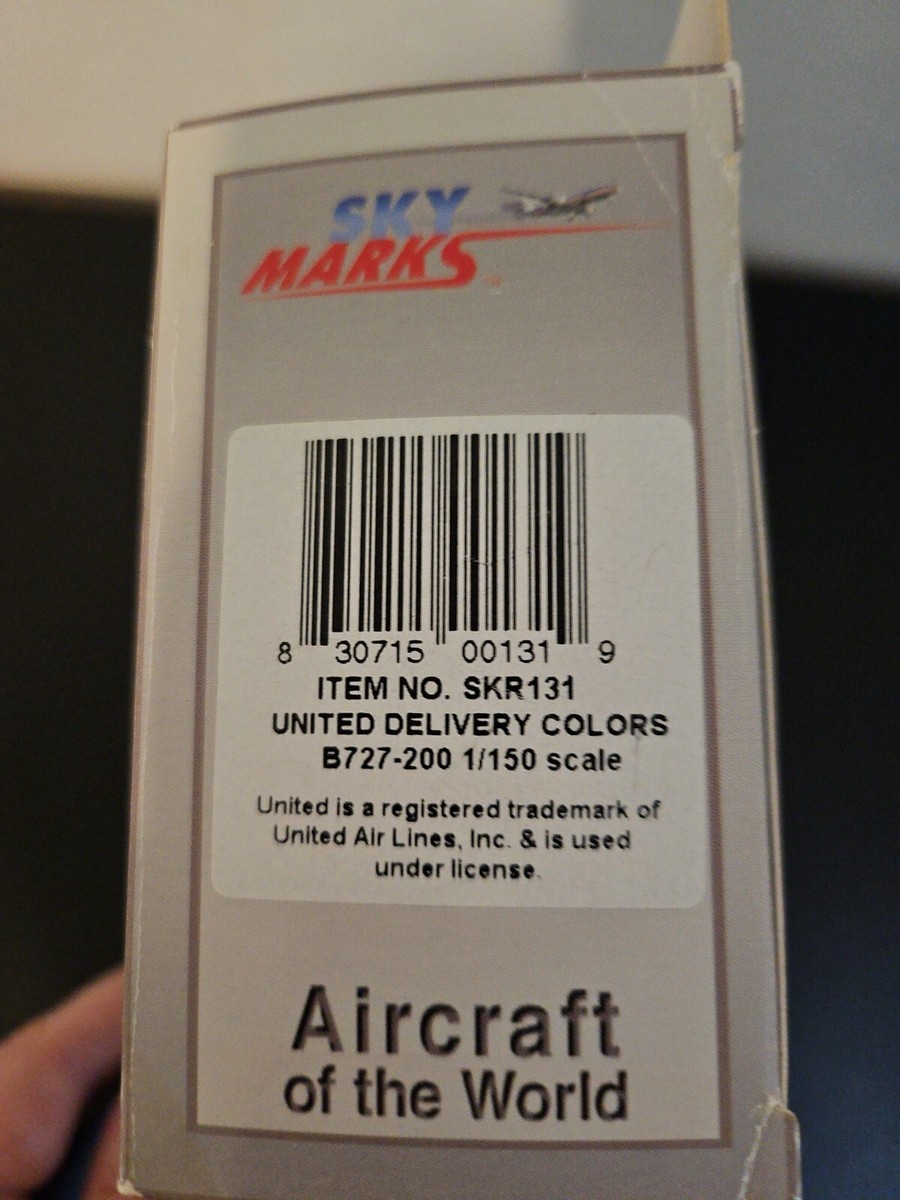 SKY
MARKS
8 30715 00131 9
ITEM NO. SKR131
UNITED DELIVERY COLORS
B727-200 1/150 scale
United is a registered trademark of
United Air Lines, Inc. & is used
under license.
Aircraft
of the World